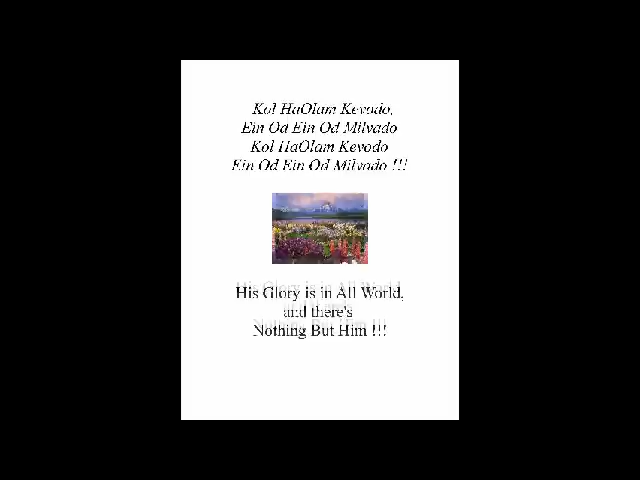 Kol HaOlam Kevodo,
Ein Od Ein Od Milvado
Kol HaOlam Kevodo
Ein Od Ein Od Milvado !!!
His Glory is in All World,
and there's
Nothing But Him !!!